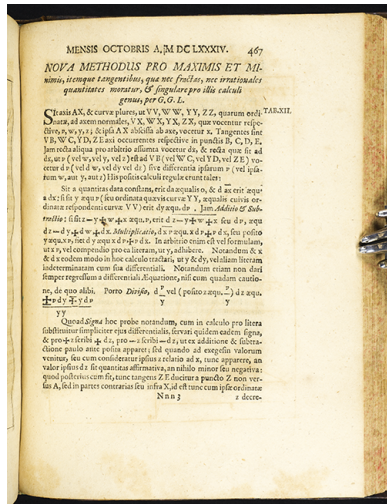 MENSIS OCTOBRIS A. M DC LXXXIV. 467
NOVA METHODUS PRO MAXIMIS ET MI-
nimis, itemque tangentibus, quæ nec fractas, nec irrationales
quantitates moratur, & singulare pro illis calculi
genus, per G.G.L.
TAB.XII.
Sit axis AX, & curvæ plures, ut VV, WW, YY, ZZ, quarum ordi-
natæ, ad axem normales, VX, WX, YX, ZX, quæ vocentur respe-
ctive, v, w, y, z; & ipsa AX abscissa ab axe, vocetur x. Tangentes sint
VB, WC, YD, ZE axi occurrentes respective in punctis B, C, D, E.
Jam recta aliqua pro arbitrio assumta vocetur dx, & recta quæ sit ad
dx, ut v (vel w, vel y, vel z) est ad VB (vel WC, vel YD, vel ZE) vo-
cetur dv (vel dw, vel dy vel dz) sive differentia ipsarum v (vel ipsa-
rum w, aut y, aut z) His positis calculi regulæ erunt tales:
Sit a quantitas data constans, erit da æqualis 0, & d ax erit æqu.
a dx: si sit y æqu v (seu ordinata quævis curvæ YY, æqualis cuivis or-
dinatæ respondenti curvæ VV) erit dy æqu. dv. Jam Additio & Sub-
tractio: si sit z - y + w + x æqu. v, erit d z - y + w + x seu dv, æqu
dz - dy + dw + dx. Multiplicatio, d xv æqu. x dv + v dx, seu posito
y æqu. xv, fiet dy æqu x dv + v dx. In arbitrio enim est vel formulam,
ut xv, vel compendio pro ea literam, ut y, adhibere. Notandum & x
& dx eodem modo in hoc calculo tractari, ut y & dy, vel aliam literam
indeterminatam cum sua differentiali. Notandum etiam non dari
semper regressum a differentiali Æquatione, nisi cum quadam cautio-
ne, de quo alibi. Porro Divisio, d v/y vel (posito z æqu. v/y) dz æqu.
± v dy ∓ y dv
yy
Quoad Signa hoc probe notandum, cum in calculo pro litera
substituitur simpliciter ejus differentialis, servari quidem eadem signa,
& pro + z scribi + dz, pro - z scribi - dz, ut ex additione & subtra-
ctione paulo ante posita apparet; sed quando ad exegesin valorum
venitur, seu cum consideratur ipsius z relatio ad x, tunc apparere, an
valor ipsius dz sit quantitas affirmativa, an nihilo minor seu negativa:
quod posterius cum fit, tunc tangens ZE ducitur a puncto Z non ver-
sus A, sed in partes contrarias seu infra X, id est tunc cum ipsæ ordinatæ
Nnn 3 z decre-